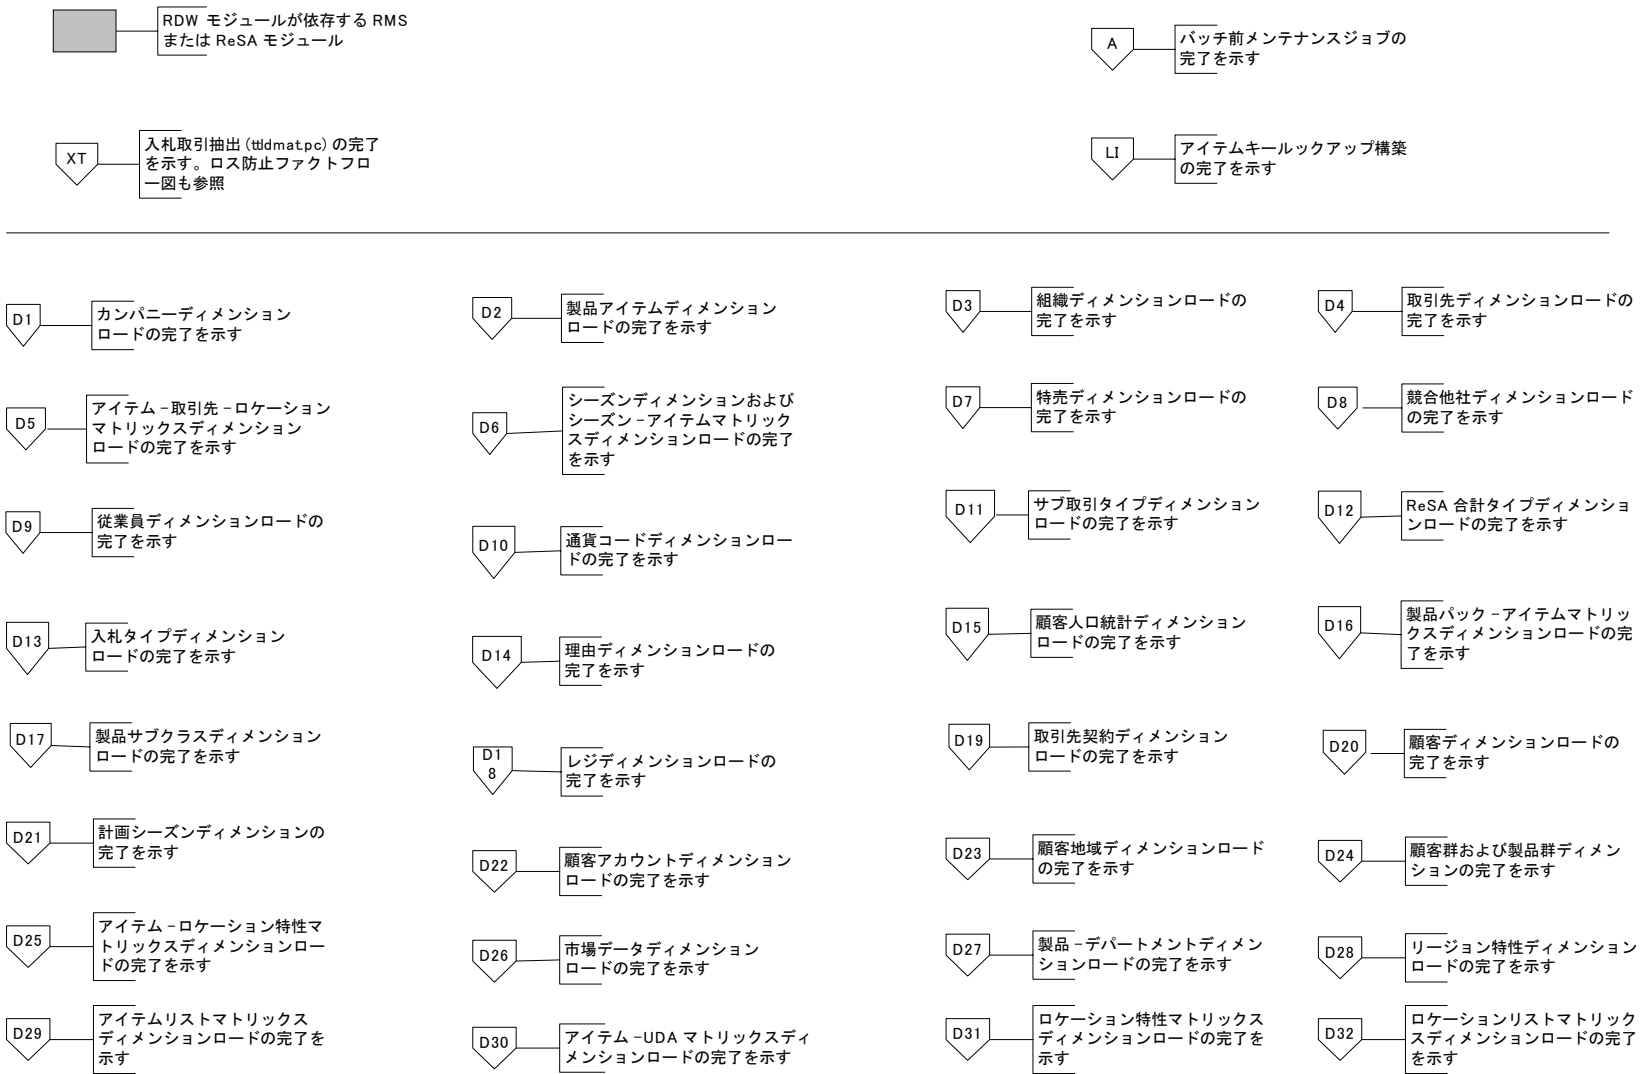 RDW モジュールが依存する RMS
または ReSA モジュール
A
バッチ前メンテナンスジョブの
完了を示す
XT
入札取引抽出 (ttldmat.pc) の完了
を示す。ロス防止ファクトフロ
ー図も参照
LI
アイテムキールックアップ構築
の完了を示す
D1
カンパニーディメンション
ロードの完了を示す
D2
製品アイテムディメンション
ロードの完了を示す
D3
組織ディメンションロードの
完了を示す
D4
取引先ディメンションロードの
完了を示す
D5
アイテム-取引先-ロケーション
マトリックスディメンション
ロードの完了を示す
D6
シーズンディメンションおよび
シーズン-アイテムマトリック
スディメンションロードの完了
を示す
D7
特売ディメンションロードの
完了を示す
D8
競合他社ディメンションロード
の完了を示す
D9
従業員ディメンションロードの
完了を示す
D10
通貨コードディメンションロー
ドの完了を示す
D11
サブ取引タイプディメンション
ロードの完了を示す
D12
ReSA 合計タイプディメンショ
ンロードの完了を示す
D13
入札タイプディメンション
ロードの完了を示す
D14
理由ディメンションロードの
完了を示す
D15
顧客人口統計ディメンション
ロードの完了を示す
D16
製品パック-アイテムマトリッ
クスディメンションロードの完
了を示す
D17
製品サブクラスディメンション
ロードの完了を示す
D1
8
レジディメンションロードの
完了を示す
D19
取引先契約ディメンション
ロードの完了を示す
D20
顧客ディメンションロードの
完了を示す
D21
計画シーズンディメンションの
完了を示す
D22
顧客アカウントディメンション
ロードの完了を示す
D23
顧客地域ディメンションロード
の完了を示す
D24
顧客群および製品群ディメン
ションの完了を示す
D25
アイテム-ロケーション特性マ
トリックスディメンションロー
ドの完了を示す
D26
市場データディメンション
ロードの完了を示す
D27
製品-デパートメントディメン
ションロードの完了を示す
D28
リージョン特性ディメンション
ロードの完了を示す
D29
アイテムリストマトリックス
ディメンションロードの完了を
示す
D30
アイテム-UDA マトリックスディ
メンションロードの完了を示す
D31
ロケーション特性マトリックス
ディメンションロードの完了を
示す
D32
ロケーションリストマトリック
スディメンションロードの完了
を示す